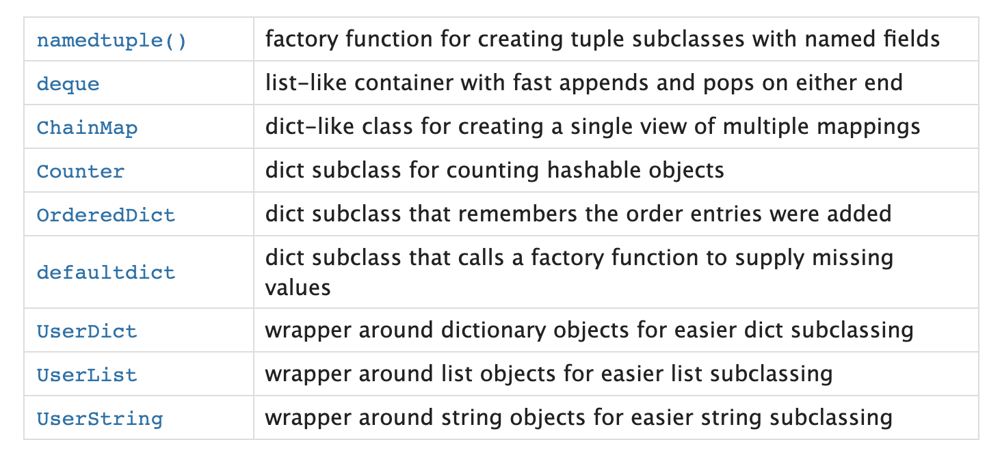 namedtuple() factory function for creating tuple subclasses with named fields
deque list-like container with fast appends and pops on either end
ChainMap dict-like class for creating a single view of multiple mappings
Counter dict subclass for counting hashable objects
OrderedDict dict subclass that remembers the order entries were added
defaultdict dict subclass that calls a factory function to supply missing
values
UserDict wrapper around dictionary objects for easier dict subclassing
UserList wrapper around list objects for easier list subclassing
UserString wrapper around string objects for easier string subclassing